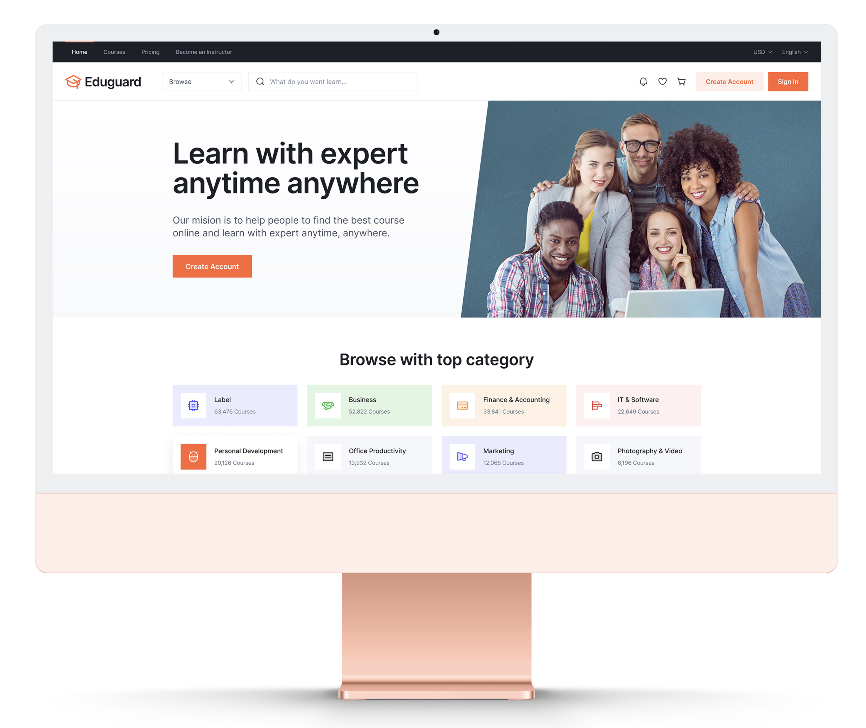 Home Courses Pricing Become an Instructor USD English
Eduguard Browse What do you want learn... Create Account Sign In
Learn with expert
anytime anywhere
Our mision is to help people to find the best course
online and learn with expert anytime, anywhere.
Create Account
Browse with top category
Label Business Finance & Accounting IT & Software
63,476 Courses 52,822 Courses 33,841 Courses 22,649 Courses
Personal Development Office Productivity Marketing Photography & Video
20,126 Courses 13,932 Courses 12,068 Courses 6,196 Courses